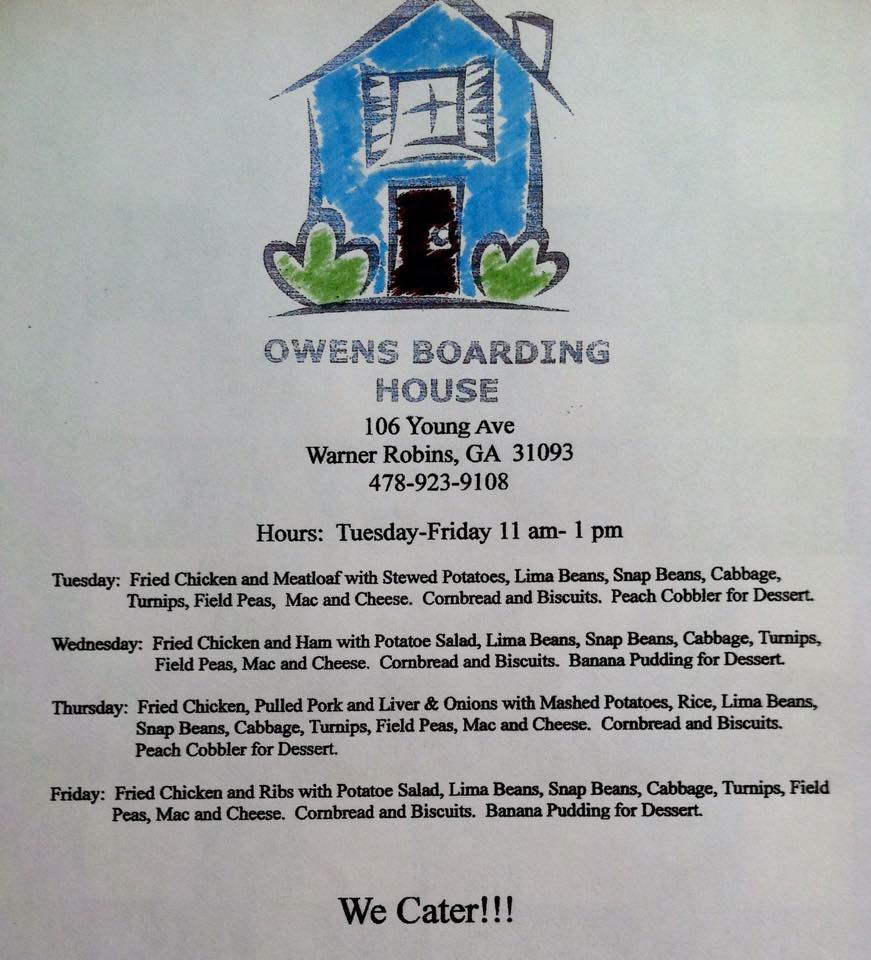 OWENS BOARDING
HOUSE
106 Young Ave
Warner Robins, GA 31093
478-923-9108
Hours: Tuesday-Friday 11 am- 1 pm
Tuesday: Fried Chicken and Meatloaf with Stewed Potatoes, Lima Beans, Snap Beans, Cabbage,
Turnips, Field Peas, Mac and Cheese. Cornbread and Biscuits. Peach Cobbler for Dessert.
Wednesday: Fried Chicken and Ham with Potatoe Salad, Lima Beans, Snap Beans, Cabbage, Turnips,
Field Peas, Mac and Cheese. Cornbread and Biscuits. Banana Pudding for Dessert.
Thursday: Fried Chicken, Pulled Pork and Liver & Onions with Mashed Potatoes, Rice, Lima Beans,
Snap Beans, Cabbage, Turnips, Field Peas, Mac and Cheese. Cornbread and Biscuits.
Peach Cobbler for Dessert.
Friday: Fried Chicken and Ribs with Potatoe Salad, Lima Beans, Snap Beans, Cabbage, Turnips, Field
Peas, Mac and Cheese. Cornbread and Biscuits. Banana Pudding for Dessert.
We Cater!!!